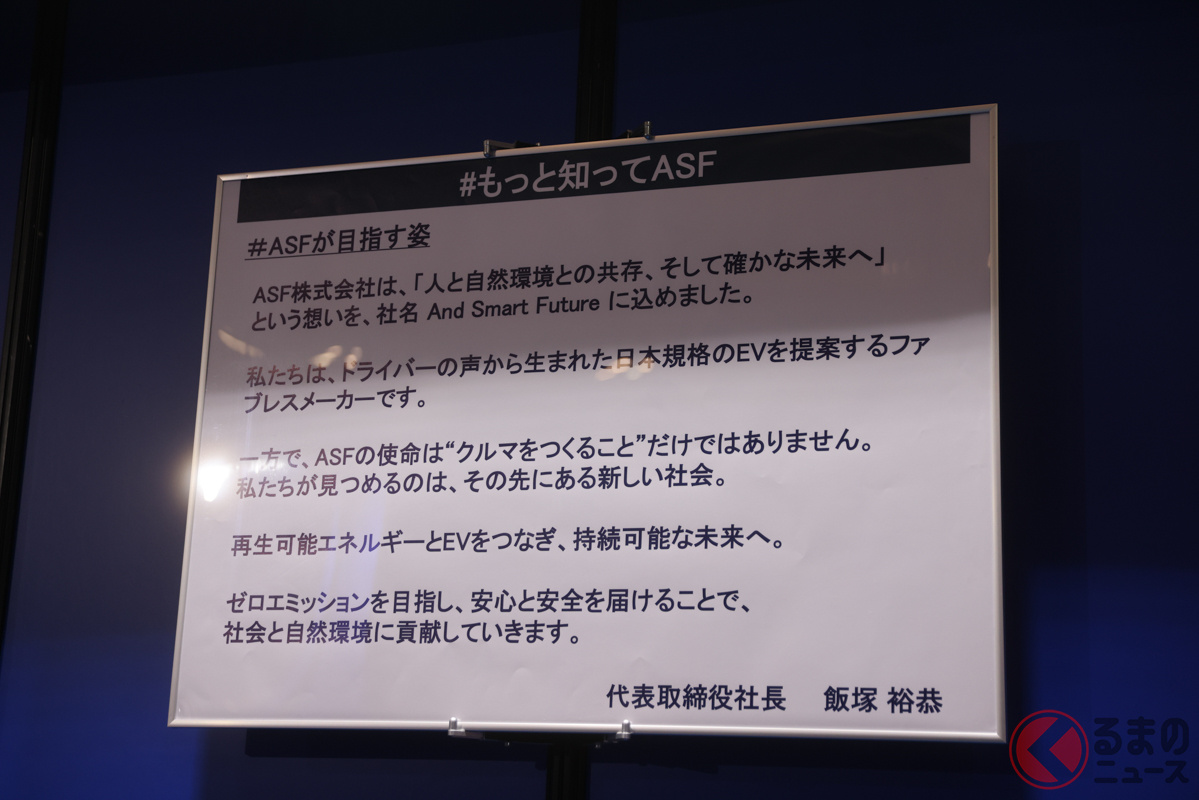 #もっと知ってASF
#ASFが目指す姿
ASF株式会社は、「人と自然環境との共存、そして確かな未来へ」
という想いを、社名 And Smart Future に込めました。
私たちは、ドライバーの声から生まれた日本規格のEVを提案するファ
ブレスメーカーです。
一方で、ASFの使命は“クルマをつくること”だけではありません。
私たちが見つめるのは、その先にある新しい社会。
再生可能エネルギーとEVをつなぎ、持続可能な未来へ。
ゼロエミッションを目指し、安心と安全を届けることで、
社会と自然環境に貢献していきます。
代表取締役社長 飯塚 裕恭
くるまの
ニュース